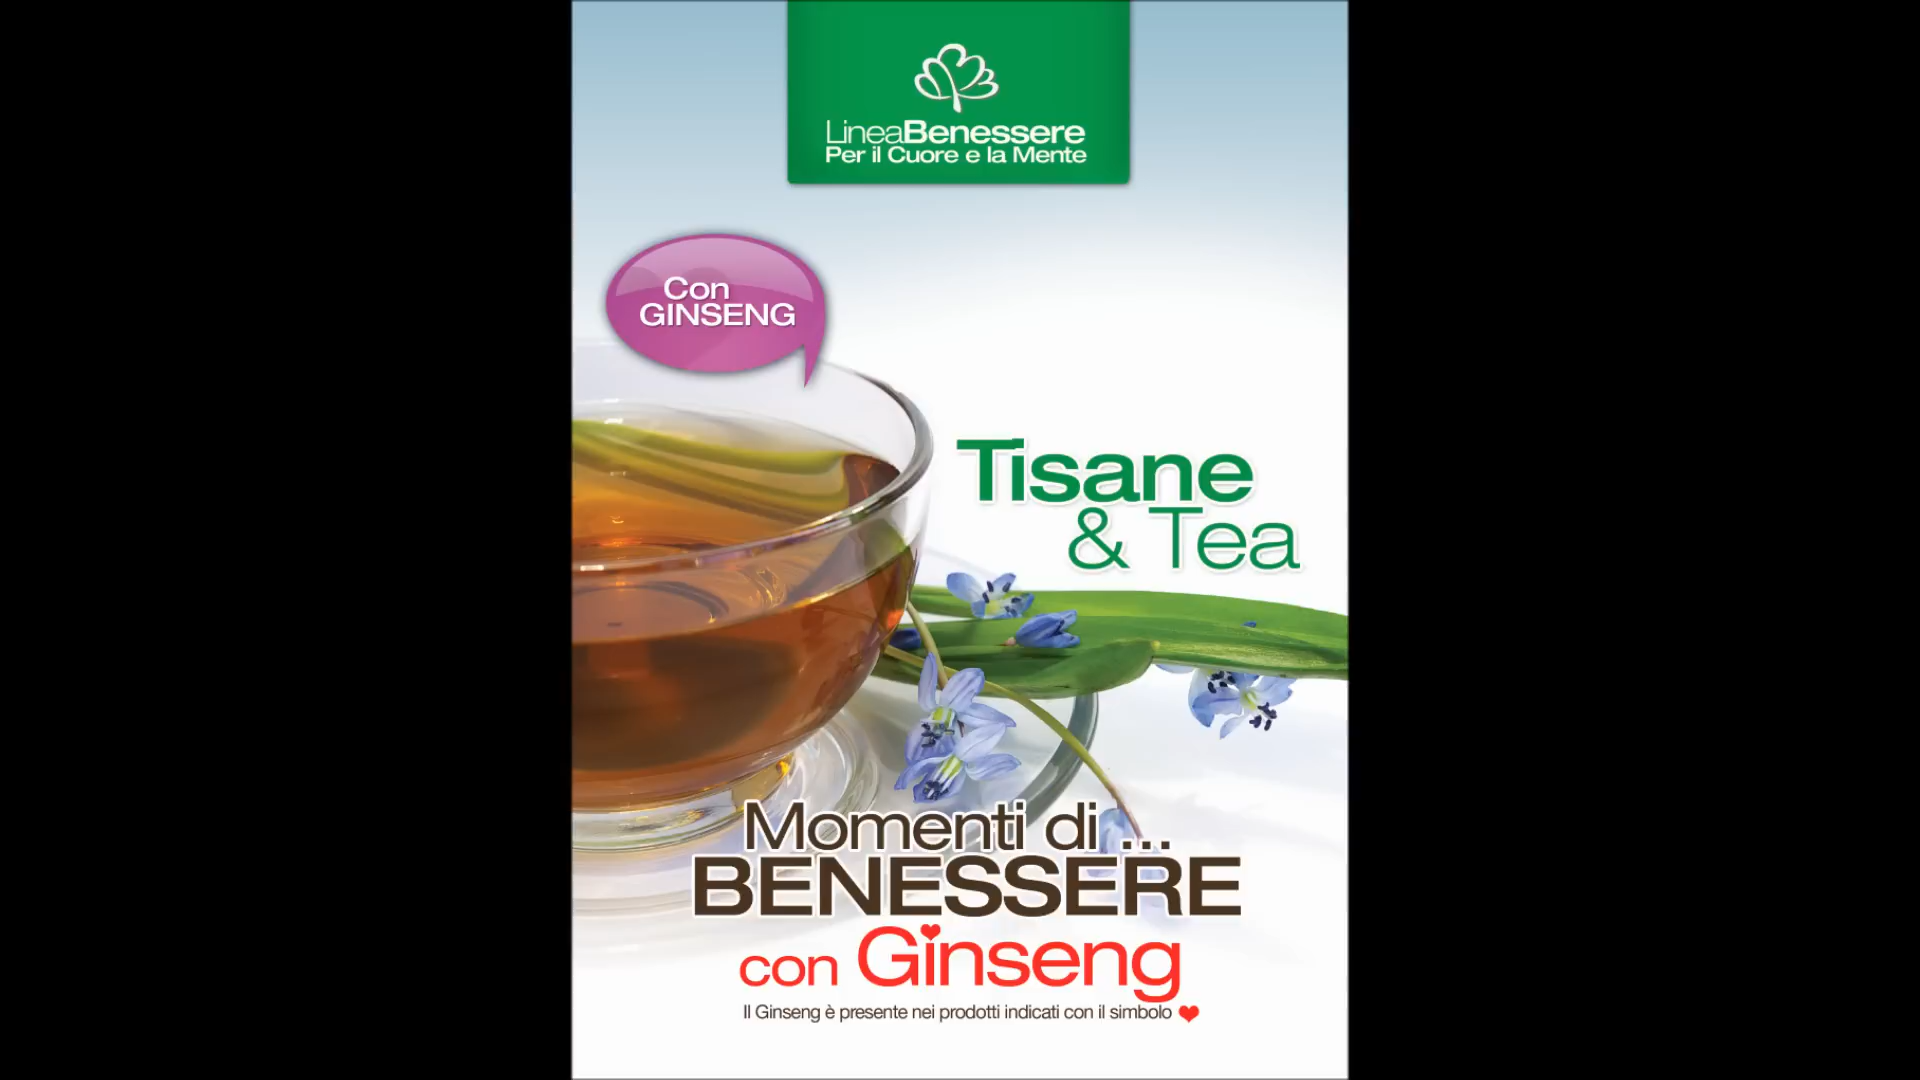 LineaBenessere
Per il Cuore e la Mente
Con
GINSENG
Tisane
& Tea
Momenti di ...
BENESSERE
con Ginseng
Il Ginseng è presente nei prodotti indicati con il simbolo